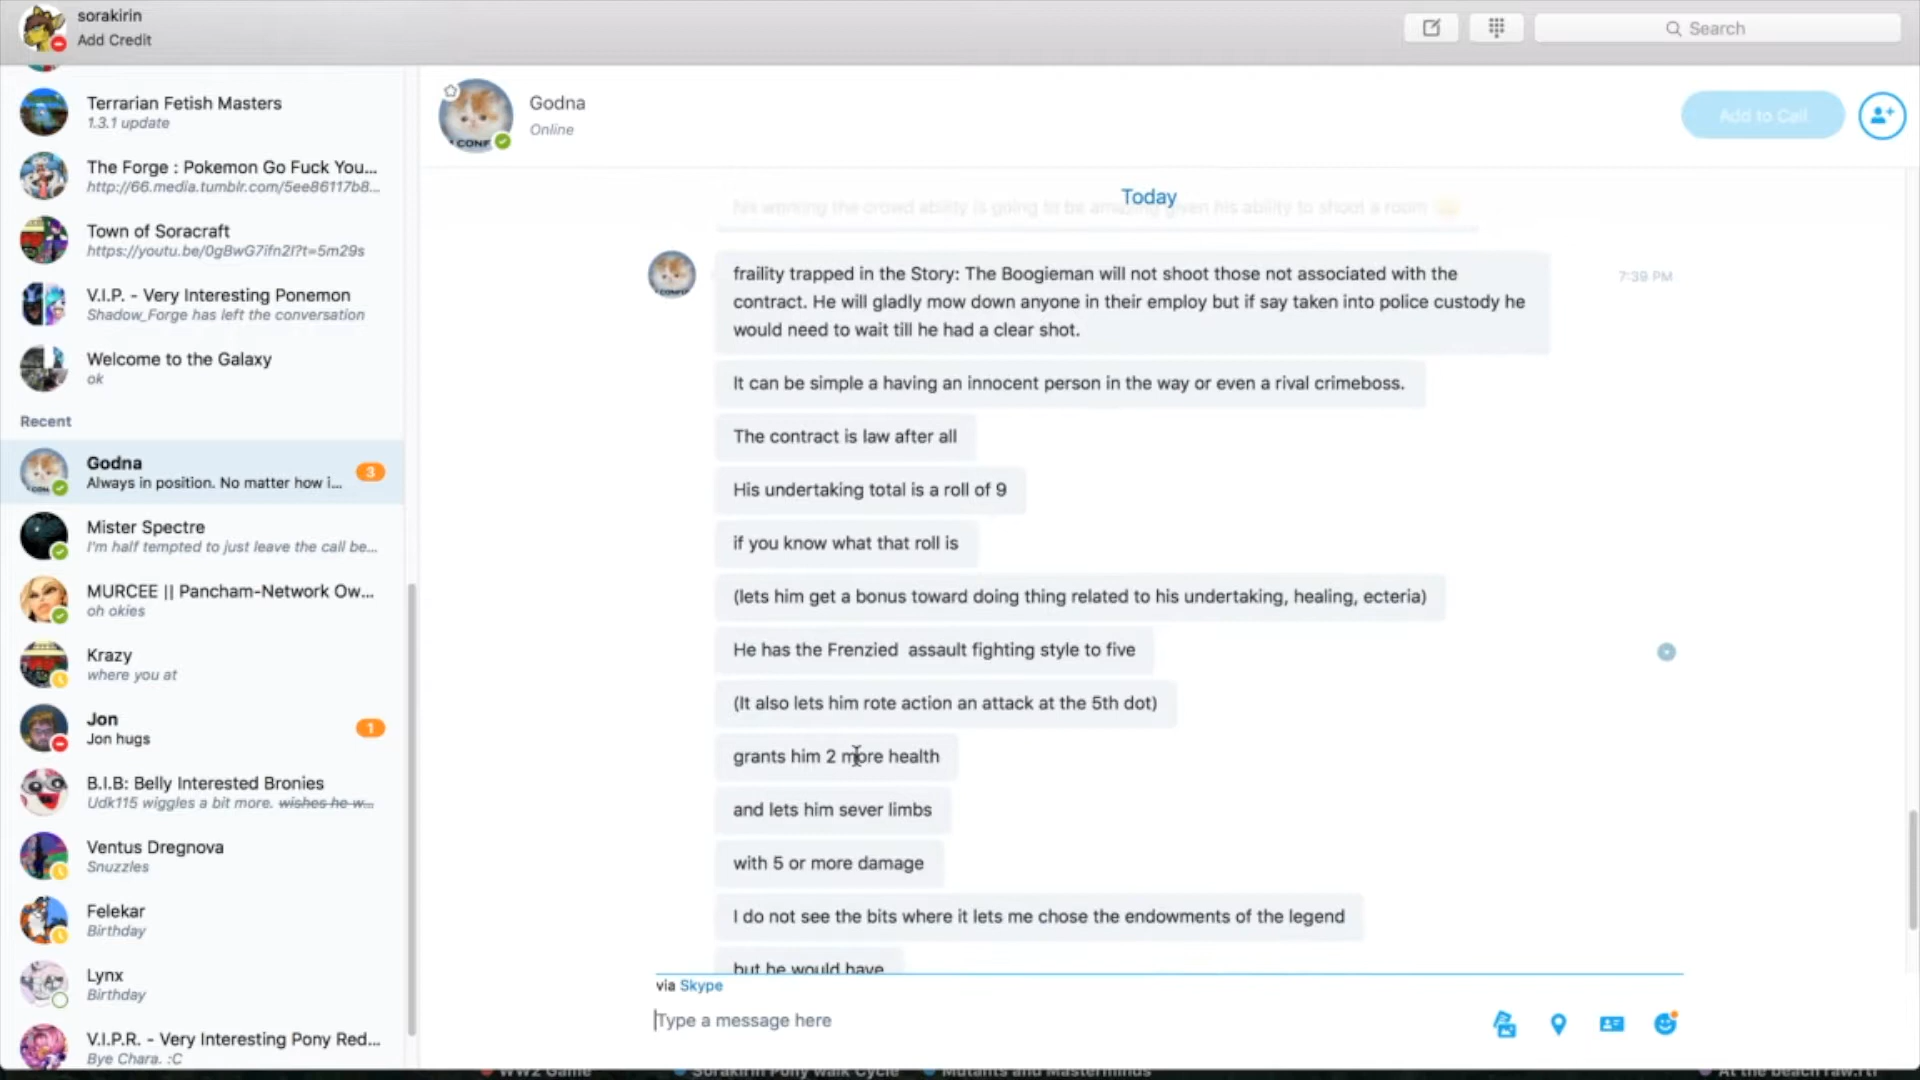 sorakirin
Add Credit
Search
Terrarian Fetish Masters
1.3.1 update
The Forge : Pokemon Go Fuck You...
http://66.media.tumblr.com/5ee86117b8...
Town of Soracraft
https://youtu.be/0gBwG7ifn2I?t=5m29s
V.I.P. - Very Interesting Ponemon
Shadow_Forge has left the conversation
Welcome to the Galaxy
ok
Recent
Godna
3
Always in position. No matter how i...
Mister Spectre
I'm half tempted to just leave the call be...
MURCEE || Pancham-Network Ow...
oh okies
Krazy
where you at
Jon
1
Jon hugs
B.I.B: Belly Interested Bronies
Udk115 wiggles a bit more. wishes he w...
Ventus Dregnova
Snuzzles
Felekar
Birthday
Lynx
Birthday
V.I.P.R. - Very Interesting Pony Red...
Bye Chara. :C
Godna
Online
Add to Call
Today
his working the crowd ability is going to be amazing given his ability to shoot a room
fraility trapped in the Story: The Boogieman will not shoot those not associated with the
contract. He will gladly mow down anyone in their employ but if say taken into police custody he
would need to wait till he had a clear shot.
7:39 PM
It can be simple a having an innocent person in the way or even a rival crimeboss.
The contract is law after all
His undertaking total is a roll of 9
if you know what that roll is
(lets him get a bonus toward doing thing related to his undertaking, healing, ecteria)
He has the Frenzied assault fighting style to five
(It also lets him rote action an attack at the 5th dot)
grants him 2 more health
and lets him sever limbs
with 5 or more damage
I do not see the bits where it lets me chose the endowments of the legend
but he would have
via Skype
Type a message here
WW2 Game
Sorakirin Pony walk Cycle
Mutants and Masterminds
At the beach raw.rtf